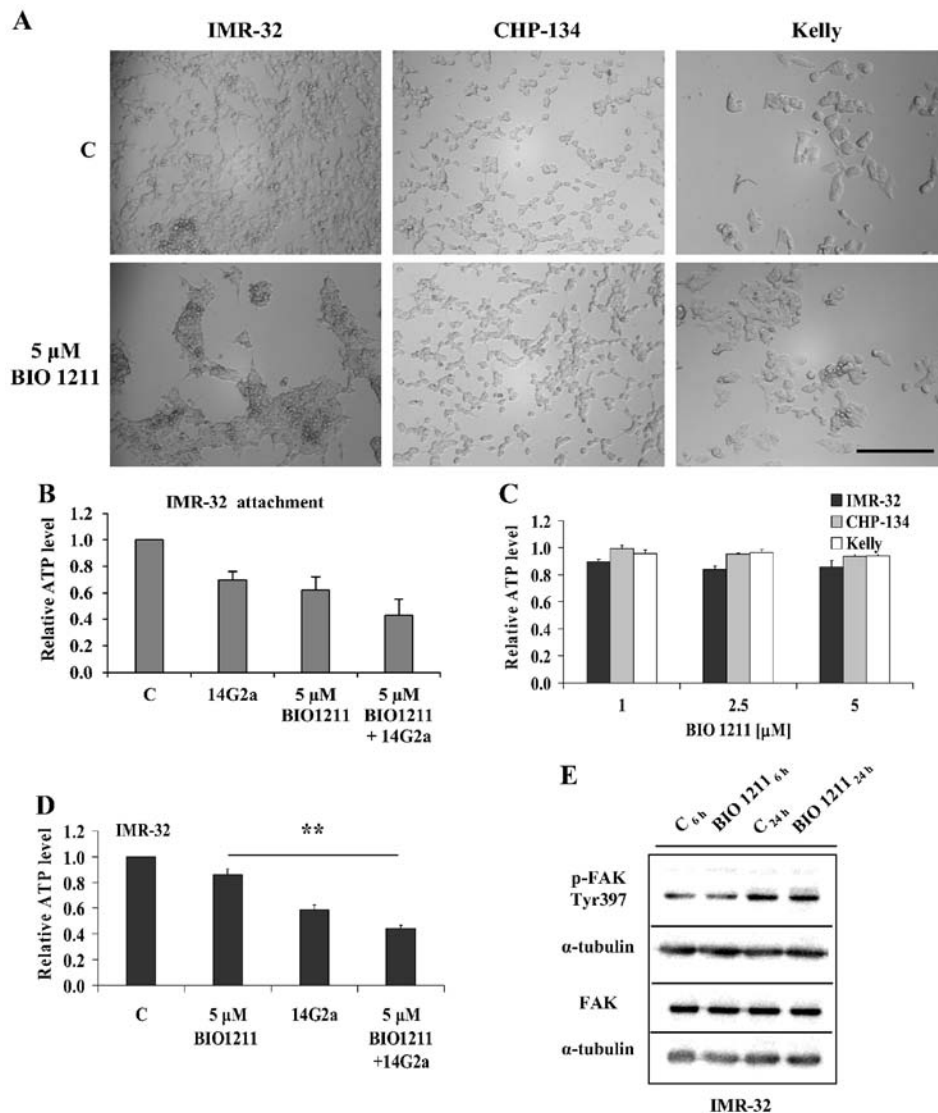 A
IMR-32
CHP-134
Kelly
C
5 µM
BIO 1211
B
IMR-32 attachment
Relative ATP level
1.2
1.0
0.8
0.6
0.4
0.2
0.0
C
14G2a
5 µM
BIO1211
5 µM
BIO1211
+ 14G2a
C
IMR-32
CHP-134
Kelly
Relative ATP level
1.2
1.0
0.8
0.6
0.4
0.2
0.0
1
2.5
5
BIO 1211 [µM]
D
IMR-32
**
Relative ATP level
1.2
1.0
0.8
0.6
0.4
0.2
0.0
C
5 µM
BIO1211
14G2a
5 µM
BIO1211
+14G2a
E
C 6 h
BIO 1211 6 h
C 24 h
BIO 1211 24 h
p-FAK
Tyr397
α-tubulin
FAK
α-tubulin
IMR-32